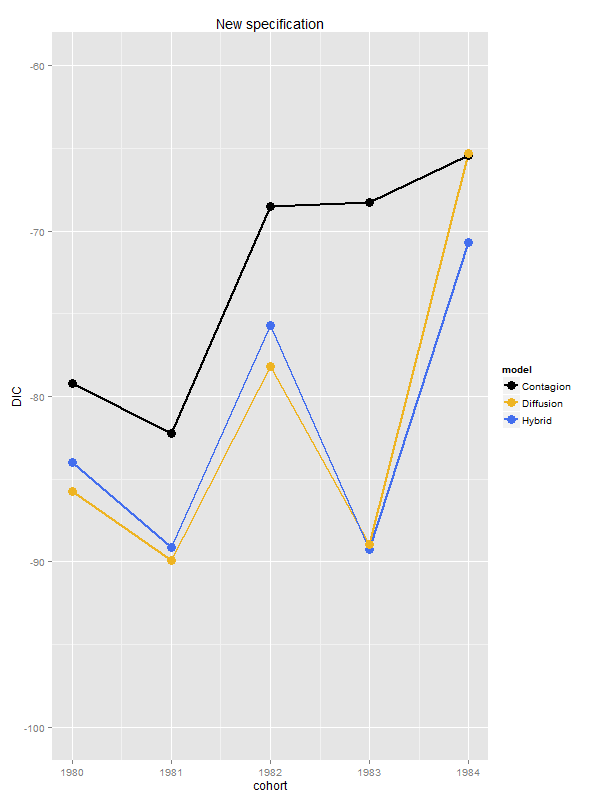 New specification
-60
-70
-80
-90
-100
DIC
1980 1981 1982 1983 1984
cohort
model
Contagion
Diffusion
Hybrid